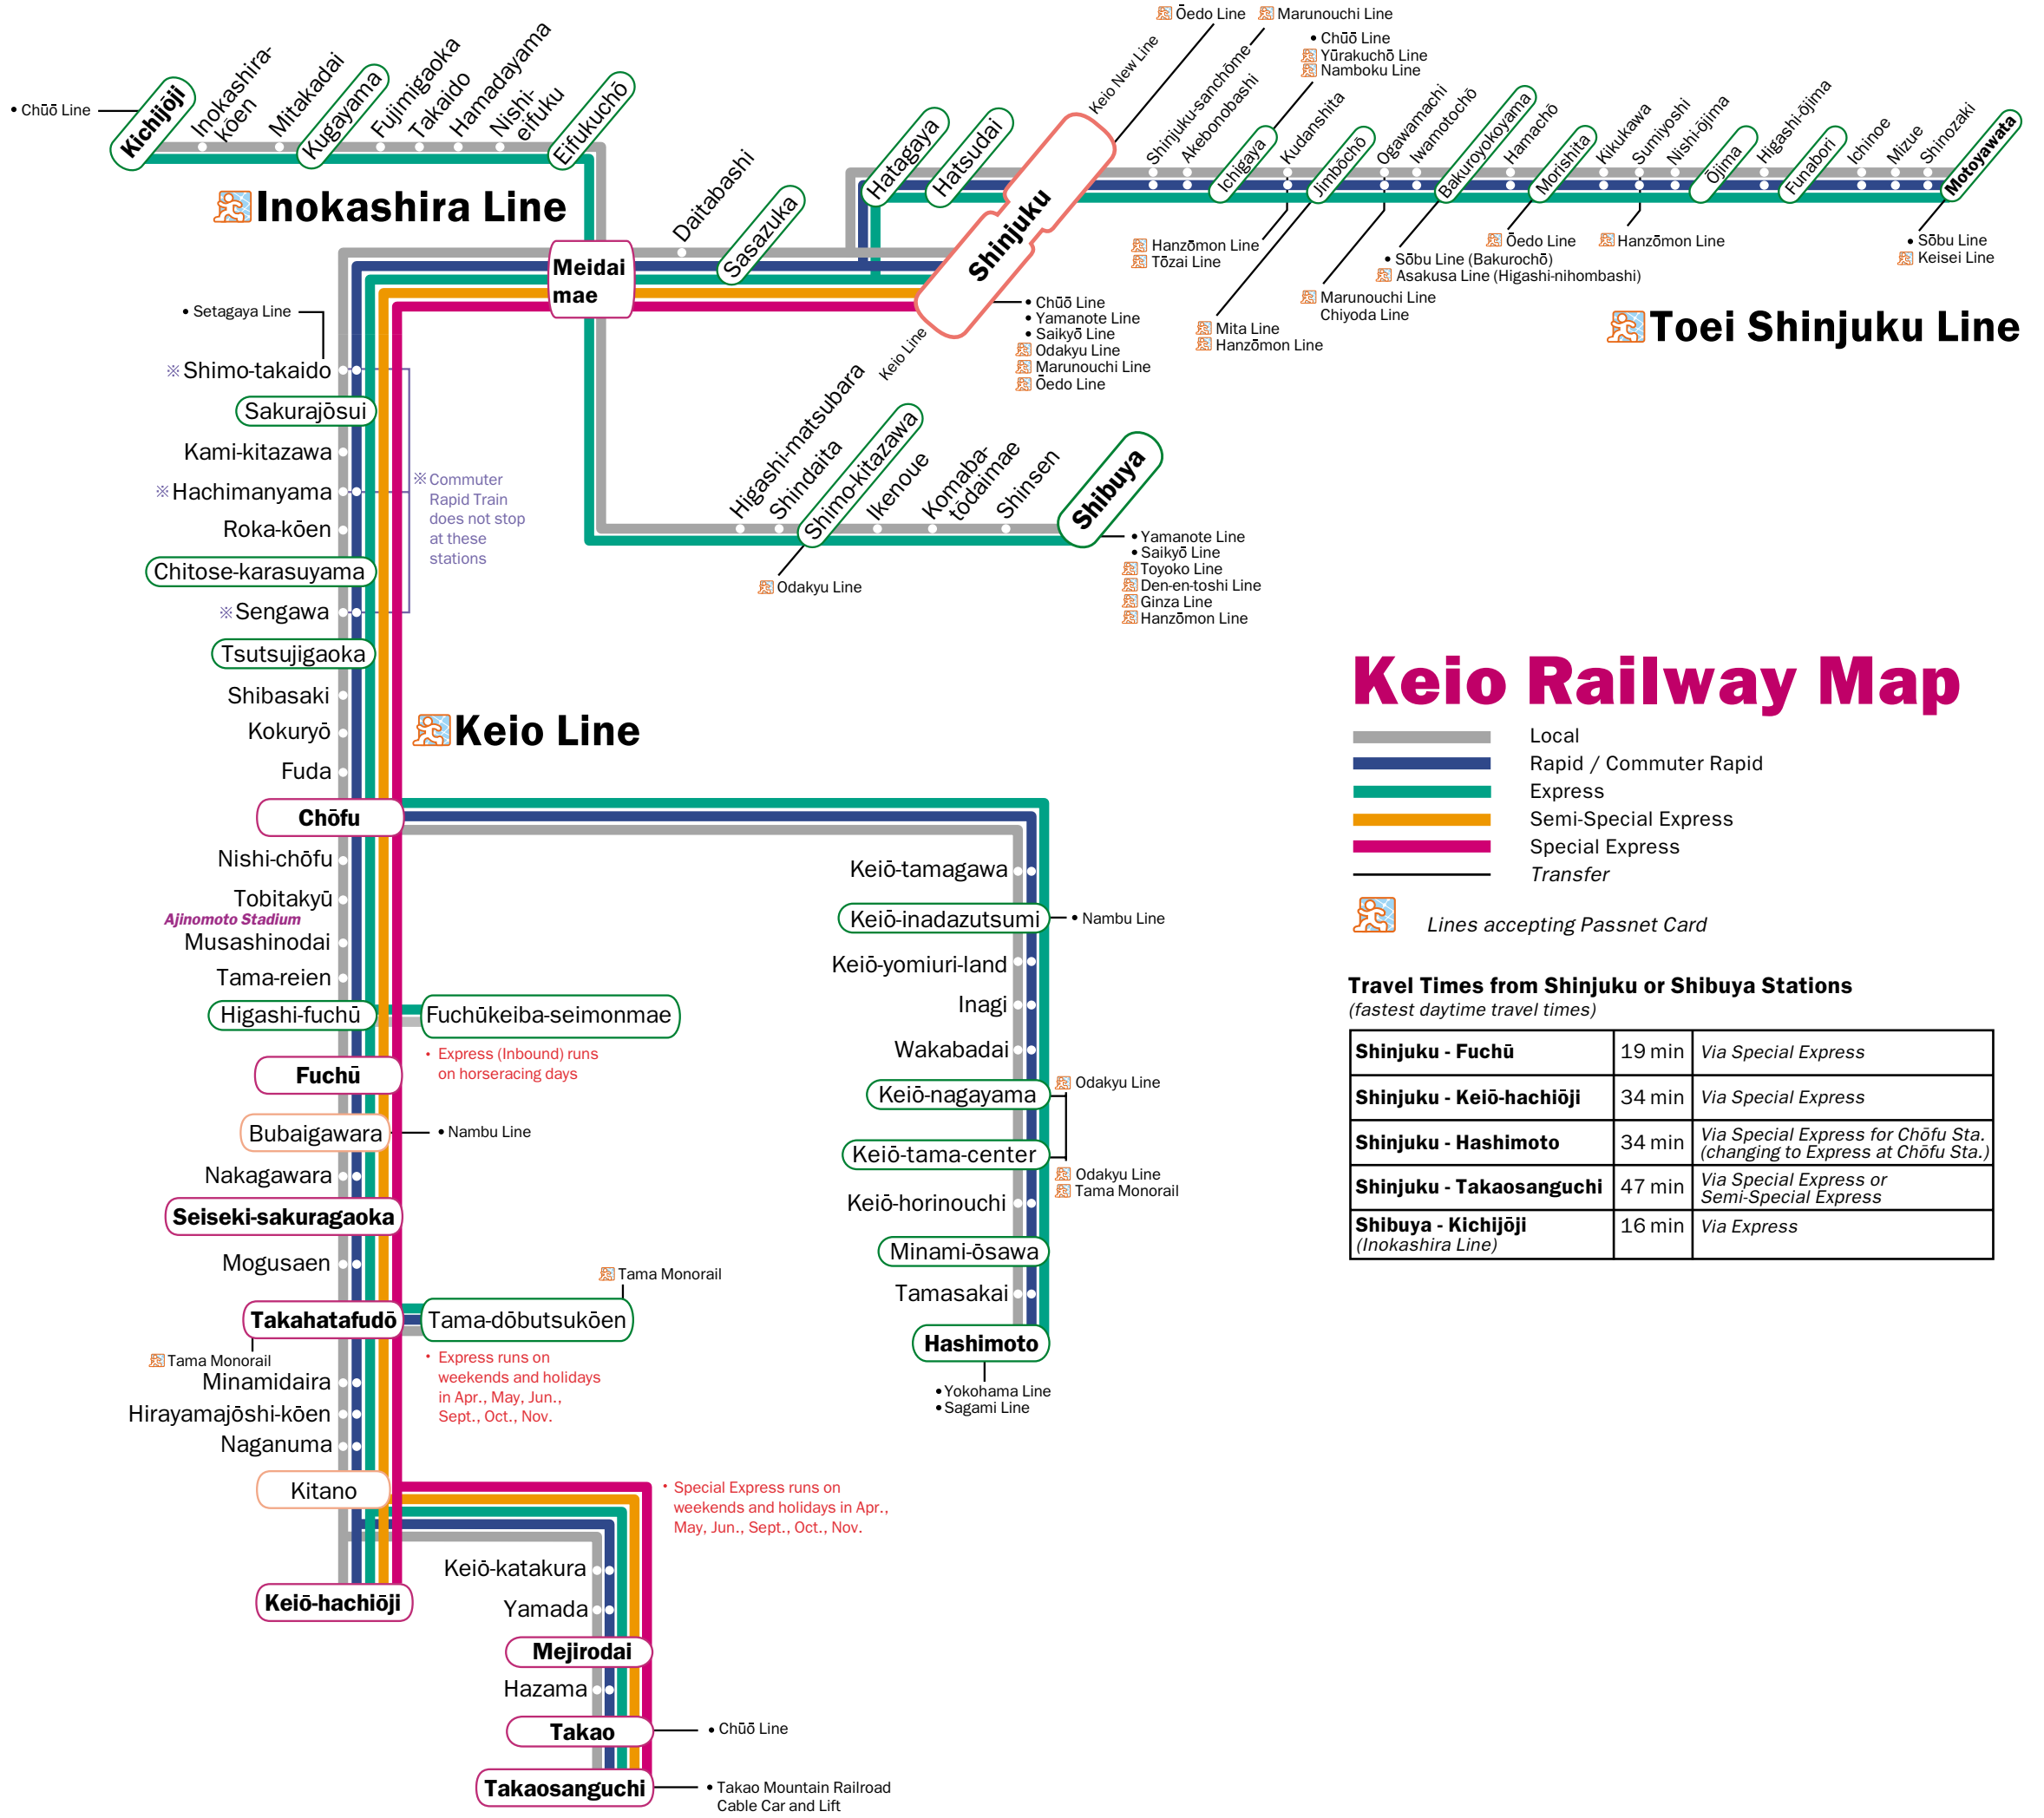 • Chūō Line
Kichijōji
Inokashira-
kōen
Mitakadai
Kugayama
Fujimigaoka
Takaido
Hamadayama
Nishi-
eifuku
Eifukuchō
Inokashira Line
Meidai
mae
Daitabashi
Sasazuka
Hatagaya
Hatsudai
Shinjuku
Keio New Line
Keio Line
Ōedo Line
Marunouchi Line
• Chūō Line
Yūrakuchō Line
Namboku Line
Shinjuku-sanchōme
Akebonobashi
Ichigaya
Kudanshita
Jimbōchō
Ogawamachi
Iwamotochō
Bakuroyokoyama
Hamachō
Morishita
Kikukawa
Sumiyoshi
Nishi-ōjima
Ōjima
Higashi-ōjima
Funabori
Ichinoe
Mizue
Shinozaki
Motoyawata
Hanzōmon Line
Tōzai Line
Mita Line
Hanzōmon Line
Marunouchi Line
Chiyoda Line
• Sōbu Line (Bakurochō)
Asakusa Line (Higashi-nihombashi)
Ōedo Line
Hanzōmon Line
• Sōbu Line
Keisei Line
Toei Shinjuku Line
• Chūō Line
• Yamanote Line
• Saikyō Line
Odakyu Line
Marunouchi Line
Ōedo Line
Higashi-matsubara
Shindaita
Shimo-kitazawa
Ikenoue
Komaba-
tōdaimae
Shinsen
Shibuya
Odakyu Line
• Yamanote Line
• Saikyō Line
Toyoko Line
Den-en-toshi Line
Ginza Line
Hanzōmon Line
• Setagaya Line
※Shimo-takaido
Sakurajōsui
Kami-kitazawa
※Hachimanyama
Roka-kōen
Chitose-karasuyama
※Sengawa
Tsutsujigaoka
Shibasaki
Kokuryō
Fuda
※Commuter
Rapid Train
does not stop
at these
stations
Keio Line
Chōfu
Nishi-chōfu
Tobitakyū
Ajinomoto Stadium
Musashinodai
Tama-reien
Higashi-fuchū
Fuchūkeiba-seimonmae
• Express (Inbound) runs
on horseracing days
Fuchū
Bubaigawara
• Nambu Line
Nakagawara
Seiseki-sakuragaoka
Mogusaen
Takahatafudō
Tama Monorail
Tama-dōbutsukōen
Tama Monorail
• Express runs on
weekends and holidays
in Apr., May, Jun.,
Sept., Oct., Nov.
Minamidaira
Hirayamajōshi-kōen
Naganuma
Kitano
Keiō-hachiōji
• Special Express runs on
weekends and holidays in Apr.,
May, Jun., Sept., Oct., Nov.
Keiō-katakura
Yamada
Mejirodai
Hazama
Takao
• Chūō Line
Takaosanguchi
• Takao Mountain Railroad
Cable Car and Lift
Keiō-tamagawa
Keiō-inadazutsumi
• Nambu Line
Keiō-yomiuri-land
Inagi
Wakabadai
Keiō-nagayama
Odakyu Line
Keiō-tama-center
Odakyu Line
Tama Monorail
Keiō-horinouchi
Minami-ōsawa
Tamasakai
Hashimoto
• Yokohama Line
• Sagami Line
Keio Railway Map
Local
Rapid / Commuter Rapid
Express
Semi-Special Express
Special Express
Transfer
Lines accepting Passnet Card
Travel Times from Shinjuku or Shibuya Stations
(fastest daytime travel times)
Shinjuku - Fuchū 19 min Via Special Express
Shinjuku - Keiō-hachiōji 34 min Via Special Express
Shinjuku - Hashimoto 34 min Via Special Express for Chōfu Sta.
(changing to Express at Chōfu Sta.)
Shinjuku - Takaosanguchi 47 min Via Special Express or
Semi-Special Express
Shibuya - Kichijōji 16 min Via Express
(Inokashira Line)